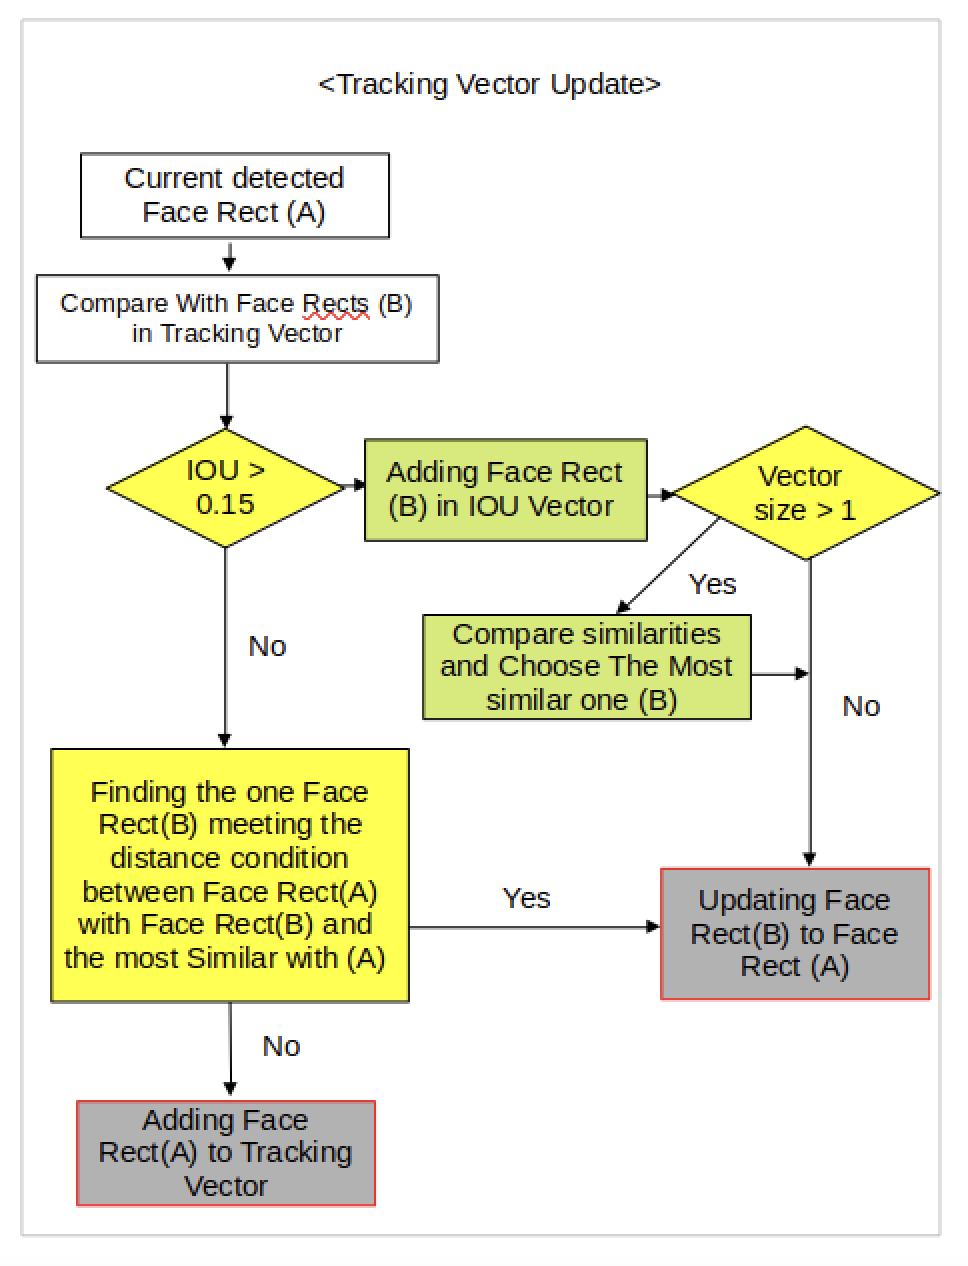 <Tracking Vector Update>
Current detected
Face Rect (A)
Compare With Face Rects (B)
in Tracking Vector
IOU >
0.15
Adding Face Rect
(B) in IOU Vector
Vector
size > 1
Yes
Compare similarities
and Choose The Most
similar one (B)
No
No
Finding the one Face
Rect(B) meeting the
distance condition
between Face Rect(A)
with Face Rect(B) and
the most Similar with (A)
Yes
Updating Face
Rect(B) to Face
Rect (A)
No
Adding Face
Rect(A) to Tracking
Vector